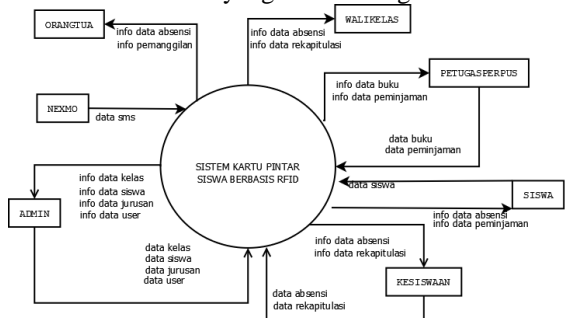 ORANGTUA
info data absensi
info pemanggilan
info data absensi
info data rekapitulasi
WALIKELAS
info data buku
info data peminjaman
PETUGASPERPUS
NEXMO
data sms
data buku
data peminjaman
SISTEM KARTU PINTAR
SISWA BERBASIS RFID
info data kelas
info data siswa
info data jurusan
info data user
ADMIN
data siswa
SISWA
info data absensi
info data peminjaman
data kelas
data siswa
data jurusan
data user
info data absensi
info data rekapitulasi
KESISWAAN
data absensi
data rekapitulasi